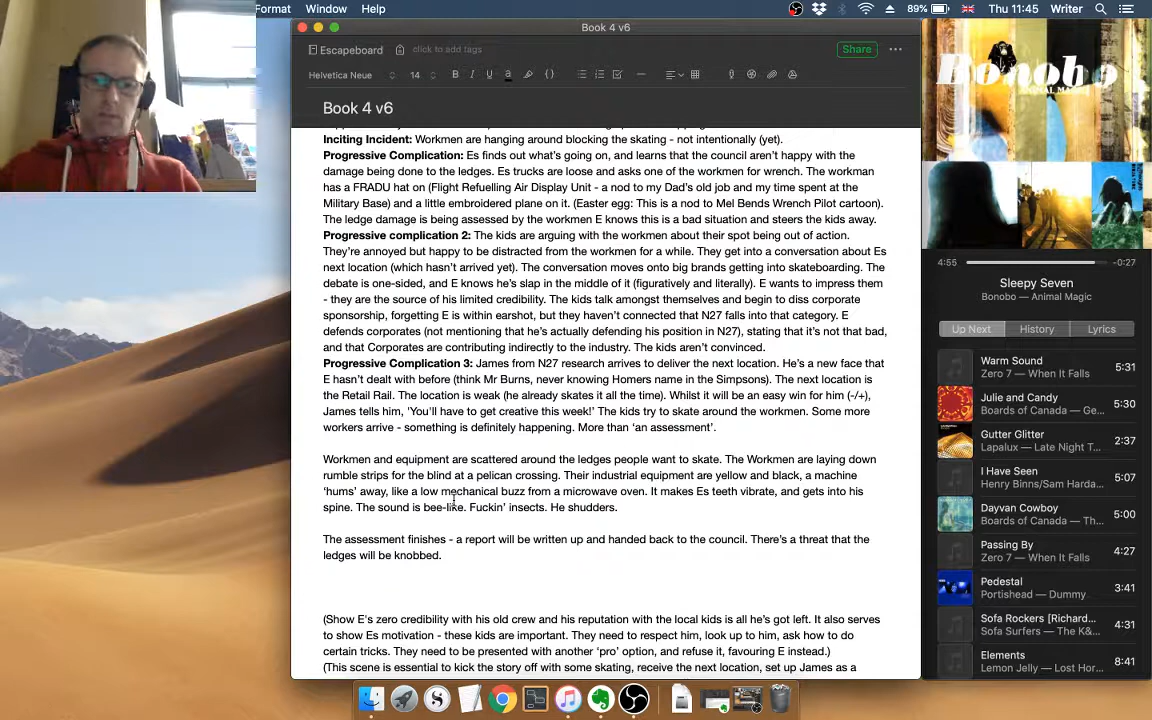 Format Window Help
89% Thu 11:45 Writer
Book 4 v6
Escapeboard click to add tags Share
Helvetica Neue 14 B I U a
Book 4 v6
Inciting Incident: Workmen are hanging around blocking the skating - not intentionally (yet).
Progressive Complication: Es finds out what's going on, and learns that the council aren't happy with the
damage being done to the ledges. Es trucks are loose and asks one of the workmen for wrench. The workman
has a FRADU hat on (Flight Refuelling Air Display Unit - a nod to my Dad's old job and my time spent at the
Military Base) and a little embroidered plane on it. (Easter egg: This is a nod to Mel Bends Wrench Pilot cartoon).
The ledge damage is being assessed by the workmen E knows this is a bad situation and steers the kids away.
Progressive complication 2: The kids are arguing with the workmen about their spot being out of action.
They're annoyed but happy to be distracted from the workmen for a while. They get into a conversation about Es
next location (which hasn't arrived yet). The conversation moves onto big brands getting into skateboarding. The
debate is one-sided, and E knows he's slap in the middle of it (figuratively and literally). E wants to impress them
- they are the source of his limited credibility. The kids talk amongst themselves and begin to diss corporate
sponsorship, forgetting E is within earshot, but they haven't connected that N27 falls into that category. E
defends corporates (not mentioning that he's actually defending his position in N27), stating that it's not that bad,
and that Corporates are contributing indirectly to the industry. The kids aren't convinced.
Progressive Complication 3: James from N27 research arrives to deliver the next location. He's a new face that
E hasn't dealt with before (think Mr Burns, never knowing Homers name in the Simpsons). The next location is
the Retail Rail. The location is weak (he already skates it all the time). Whilst it will be an easy win for him (-/+),
James tells him, 'You'll have to get creative this week!' The kids try to skate around the workmen. Some more
workers arrive - something is definitely happening. More than 'an assessment'.
Workmen and equipment are scattered around the ledges people want to skate. The Workmen are laying down
rumble strips for the blind at a pelican crossing. Their industrial equipment are yellow and black, a machine
'hums' away, like a low mechanical buzz from a microwave oven. It makes Es teeth vibrate, and gets into his
spine. The sound is bee-like. Fuckin' insects. He shudders.
The assessment finishes - a report will be written up and handed back to the council. There's a threat that the
ledges will be knobbed.
(Show E's zero credibility with his old crew and his reputation with the local kids is all he's got left. It also serves
to show Es motivation - these kids are important. They need to respect him, look up to him, ask how to do
certain tricks. They need to be presented with another 'pro' option, and refuse it, favouring E instead.)
(This scene is essential to kick the story off with some skating, receive the next location, set up James as a
Bonobo
ANIMAL MAGIC
4:55 -0:27
Sleepy Seven
Bonobo — Animal Magic
Up Next History Lyrics
Warm Sound
Zero 7 — When It Falls
5:31
Julie and Candy
Boards of Canada — Ge...
5:30
Gutter Glitter
Lapalux — Late Night T...
2:37
I Have Seen
Henry Binns/Sam Harda...
5:07
Dayvan Cowboy
Boards of Canada — Th...
5:00
Passing By
Zero 7 — When It Falls
4:27
Pedestal
Portishead — Dummy
3:41
Sofa Rockers [Richard...
Sofa Surfers — The K&...
4:31
Elements
Lemon Jelly — Lost Hor...
8:41